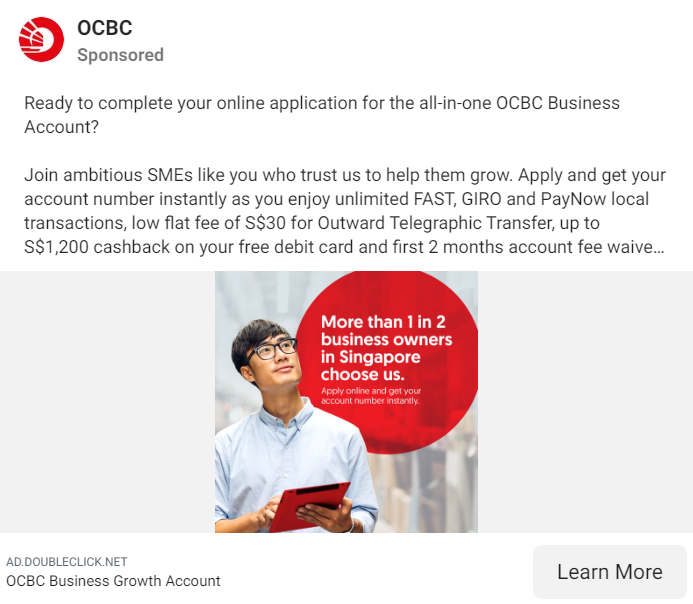 OCBC
Sponsored
Ready to complete your online application for the all-in-one OCBC Business
Account?
Join ambitious SMEs like you who trust us to help them grow. Apply and get your
account number instantly as you enjoy unlimited FAST, GIRO and PayNow local
transactions, low flat fee of S$30 for Outward Telegraphic Transfer, up to
S$1,200 cashback on your free debit card and first 2 months account fee waive...
More than 1 in 2
business owners
in Singapore
choose us.
Apply online and get your
account number instantly.
AD.DOUBLECLICK.NET
OCBC Business Growth Account
Learn More